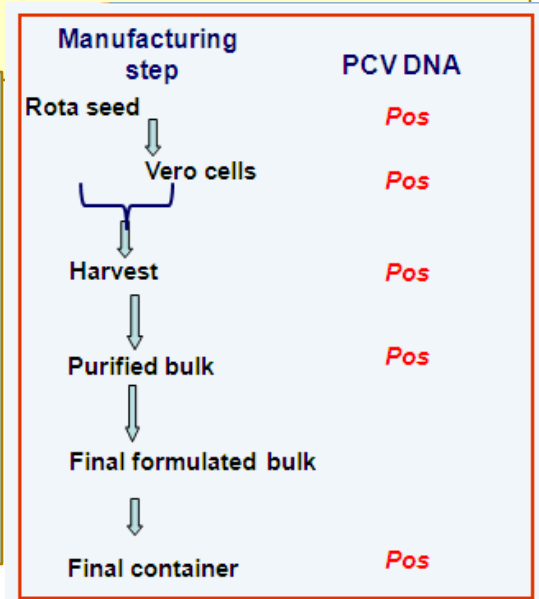 Manufacturing step PCV DNA
Rota seed Pos
Vero cells Pos
Harvest Pos
Purified bulk Pos
Final formulated bulk
Final container Pos